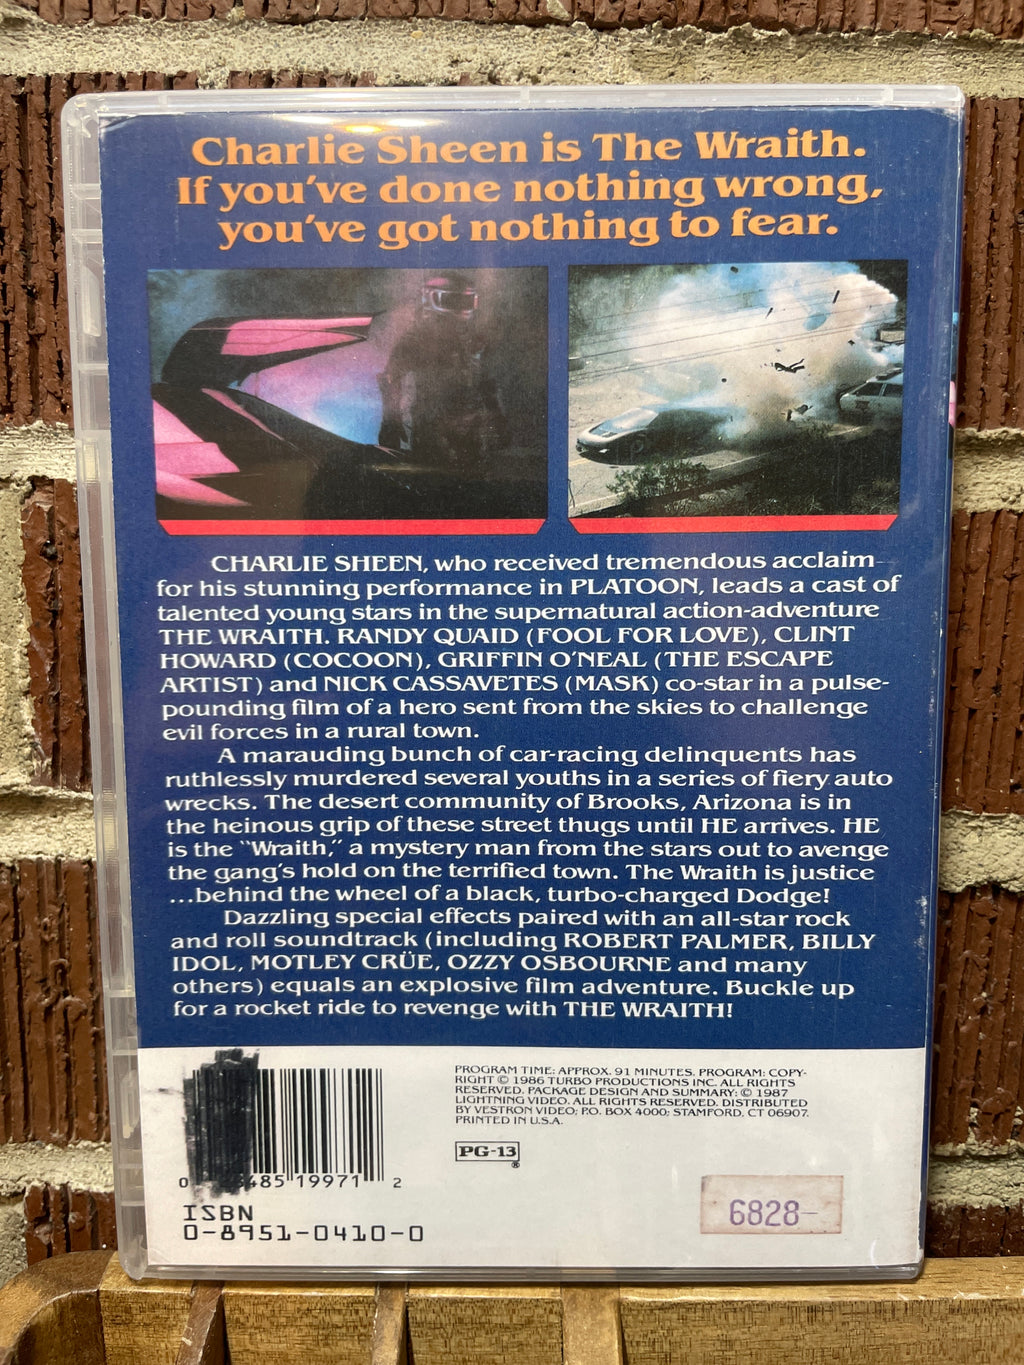 Charlie Sheen is The Wraith.
If you've done nothing wrong,
you've got nothing to fear.
CHARLIE SHEEN, who received tremendous acclaim
for his stunning performance in PLATOON, leads a cast of
talented young stars in the supernatural action-adventure
THE WRAITH. RANDY QUAID (FOOL FOR LOVE), CLINT
HOWARD (COCOON), GRIFFIN O'NEAL (THE ESCAPE
ARTIST) and NICK CASSAVETES (MASK) co-star in a pulse-
pounding film of a hero sent from the skies to challenge
evil forces in a rural town.
A marauding bunch of car-racing delinquents has
ruthlessly murdered several youths in a series of fiery auto
wrecks. The desert community of Brooks, Arizona is in
the heinous grip of these street thugs until HE arrives. HE
is the "Wraith," a mystery man from the stars out to avenge
the gang's hold on the terrified town. The Wraith is justice
...behind the wheel of a black, turbo-charged Dodge!
Dazzling special effects paired with an all-star rock
and roll soundtrack (including ROBERT PALMER, BILLY
IDOL, MOTLEY CRÜE, OZZY OSBOURNE and many
others) equals an explosive film adventure. Buckle up
for a rocket ride to revenge with THE WRAITH!
PROGRAM TIME: APPROX. 91 MINUTES. PROGRAM: COPY-
RIGHT © 1986 TURBO PRODUCTIONS INC. ALL RIGHTS
RESERVED. PACKAGE DESIGN AND SUMMARY: © 1987
LIGHTNING VIDEO. ALL RIGHTS RESERVED. DISTRIBUTED
BY VESTRON VIDEO; P.O. BOX 4000; STAMFORD, CT 06907.
PRINTED IN U.S.A.
PG-13 ®
0 485 19971 2
ISBN
0-8951-0410-0
6828-